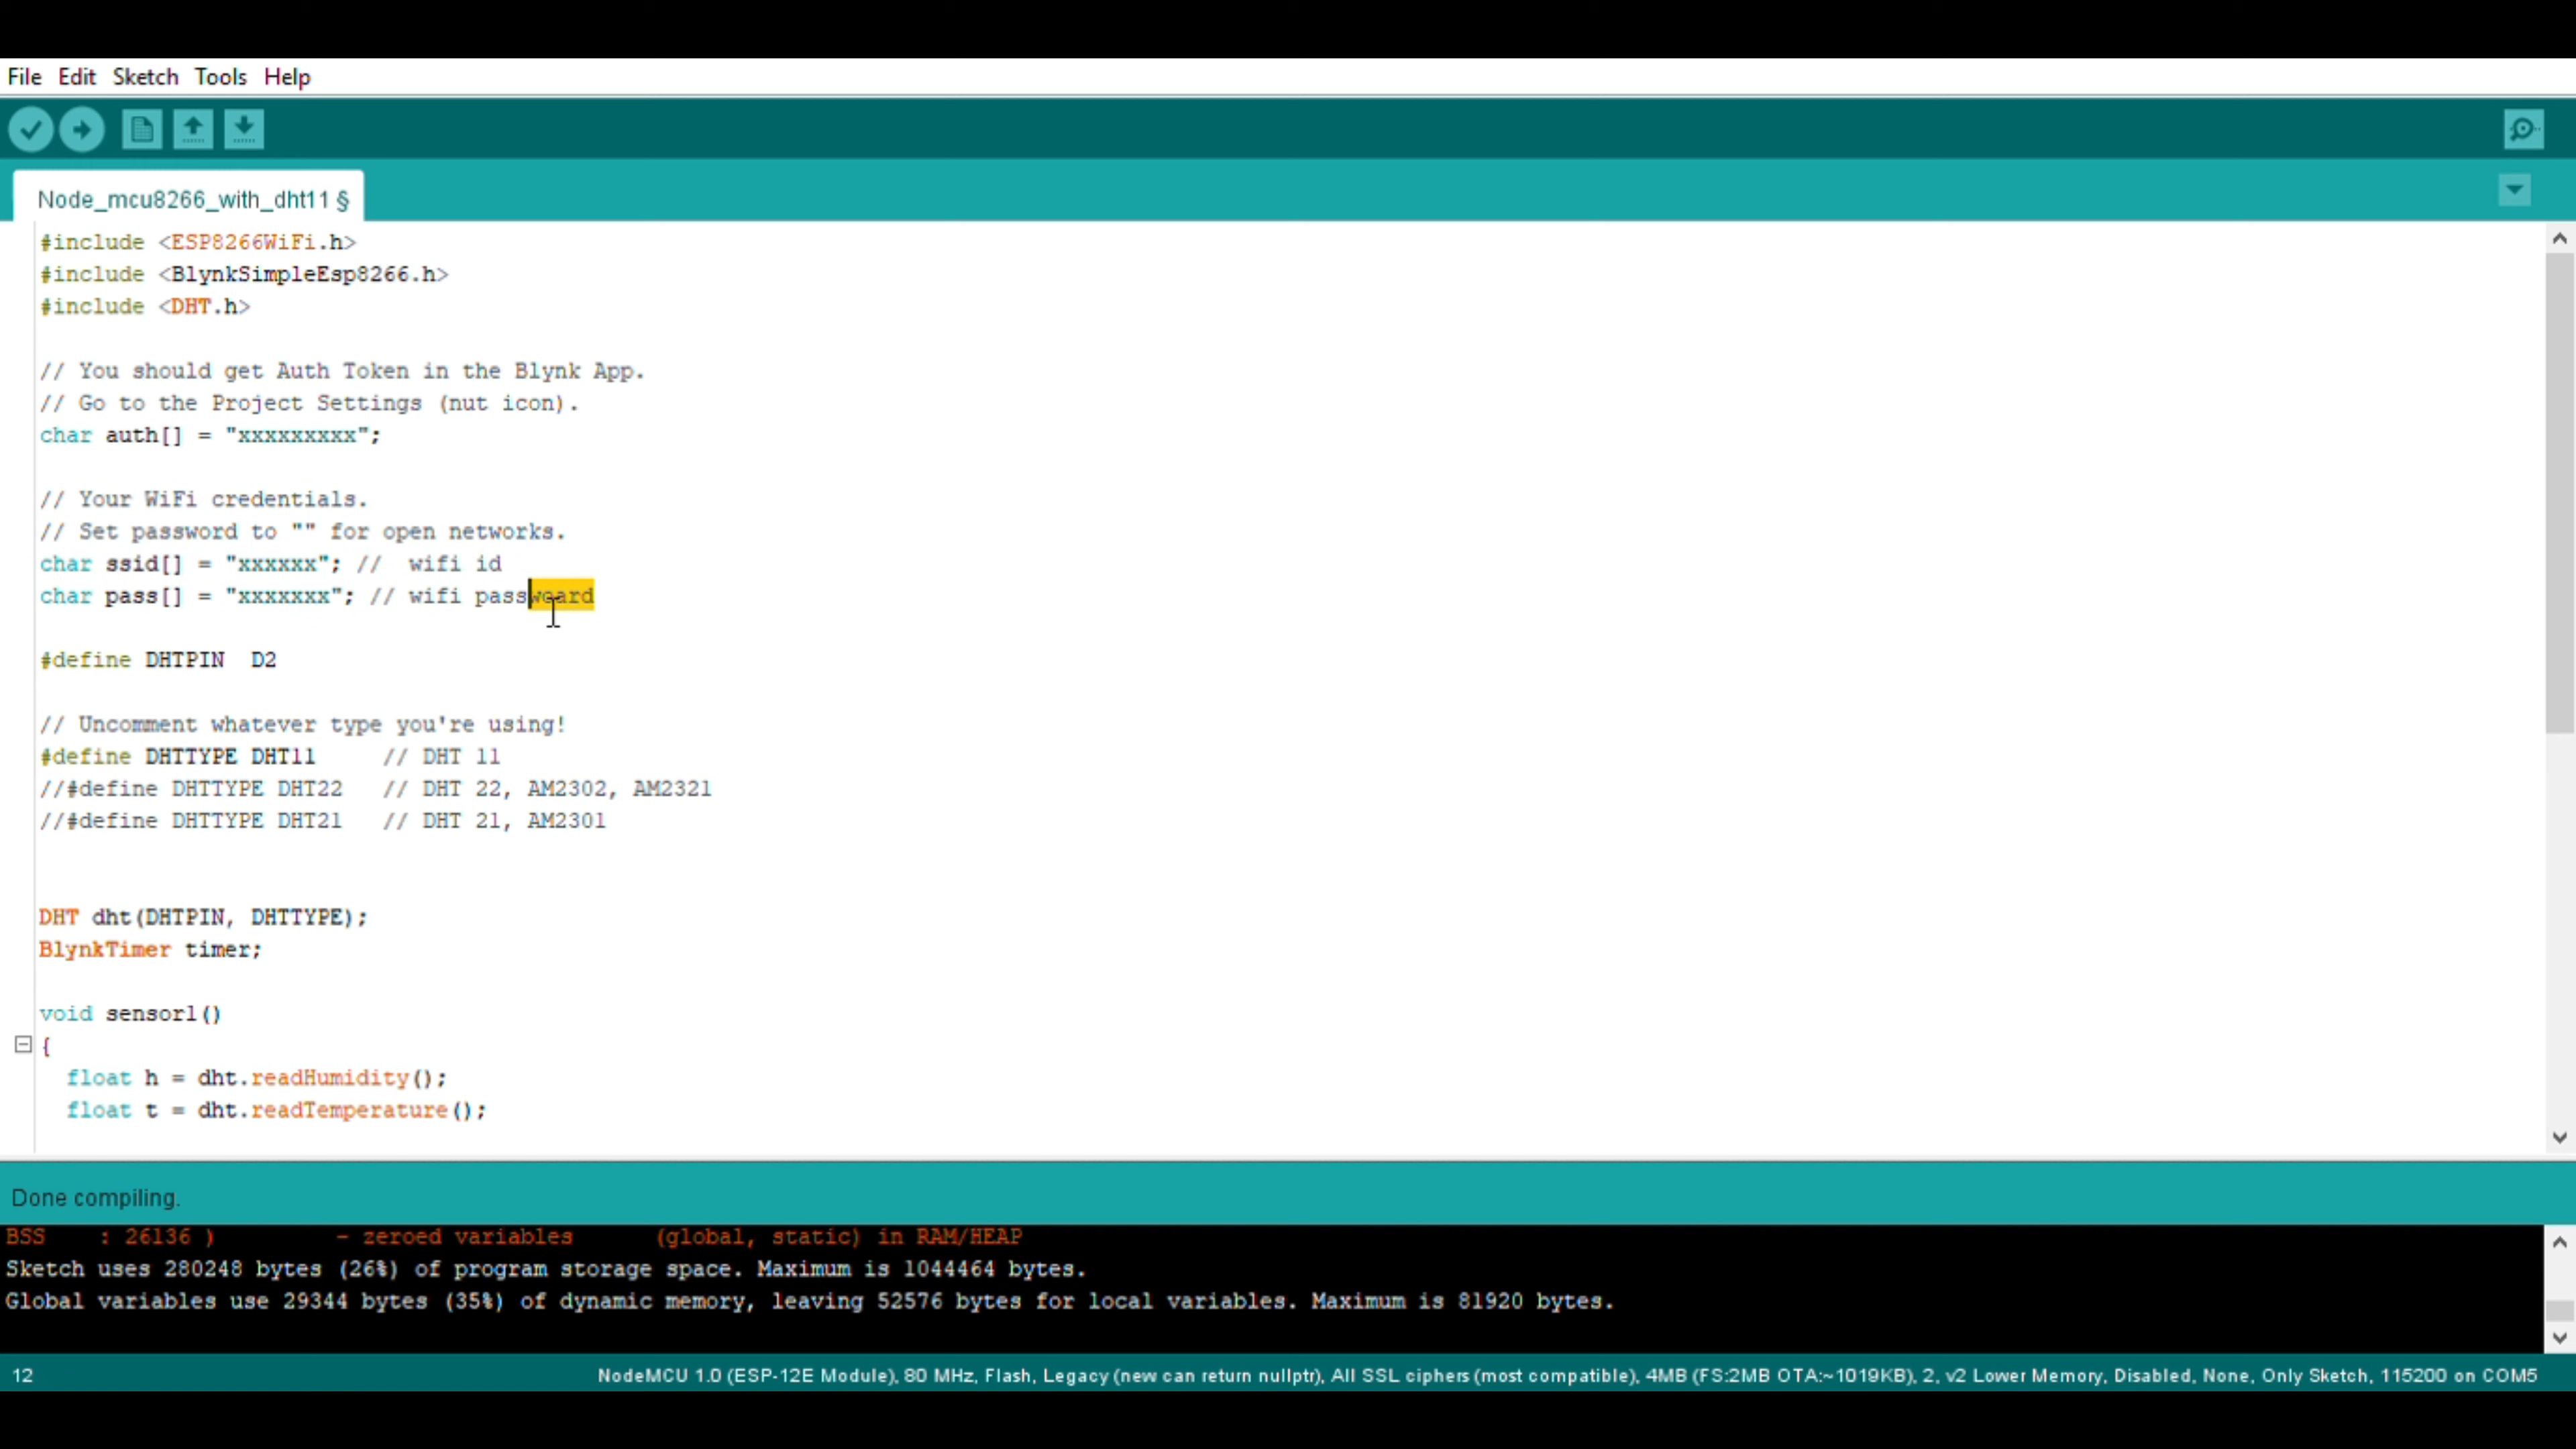 File Edit Sketch Tools Help
Node_mcu8266_with_dht11 §
#include <ESP8266WiFi.h>
#include <BlynkSimpleEsp8266.h>
#include <DHT.h>
// You should get Auth Token in the Blynk App.
// Go to the Project Settings (nut icon).
char auth[] = "xxxxxxxxx";
// Your WiFi credentials.
// Set password to "" for open networks.
char ssid[] = "xxxxxx"; //  wifi id
char pass[] = "xxxxxxx"; // wifi passwoard
#define DHTPIN  D2
// Uncomment whatever type you're using!
#define DHTTYPE DHT11     // DHT 11
//#define DHTTYPE DHT22   // DHT 22, AM2302, AM2321
//#define DHTTYPE DHT21   // DHT 21, AM2301
DHT dht(DHTPIN, DHTTYPE);
BlynkTimer timer;
void sensor1()
{
float h = dht.readHumidity();
float t = dht.readTemperature();
Done compiling.
BSS    : 26136 )         - zeroed variables      (global, static) in RAM/HEAP
Sketch uses 280248 bytes (26%) of program storage space. Maximum is 1044464 bytes.
Global variables use 29344 bytes (35%) of dynamic memory, leaving 52576 bytes for local variables. Maximum is 81920 bytes.
12 NodeMCU 1.0 (ESP-12E Module), 80 MHz, Flash, Legacy (new can return nullptr), All SSL ciphers (most compatible), 4MB (FS:2MB OTA:~1019KB), 2, v2 Lower Memory, Disabled, None, Only Sketch, 115200 on COM5